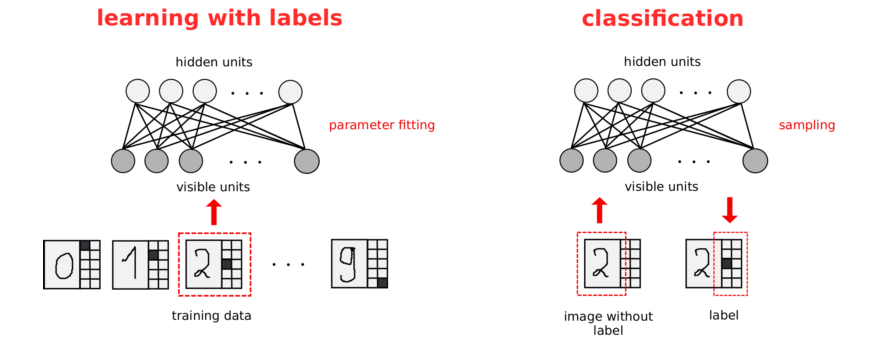 learning with labels
hidden units
. . .
parameter fitting
. . .
visible units
0 1 2 . . . 9
training data
classification
hidden units
. . .
sampling
. . .
visible units
2 2
image without
label
label